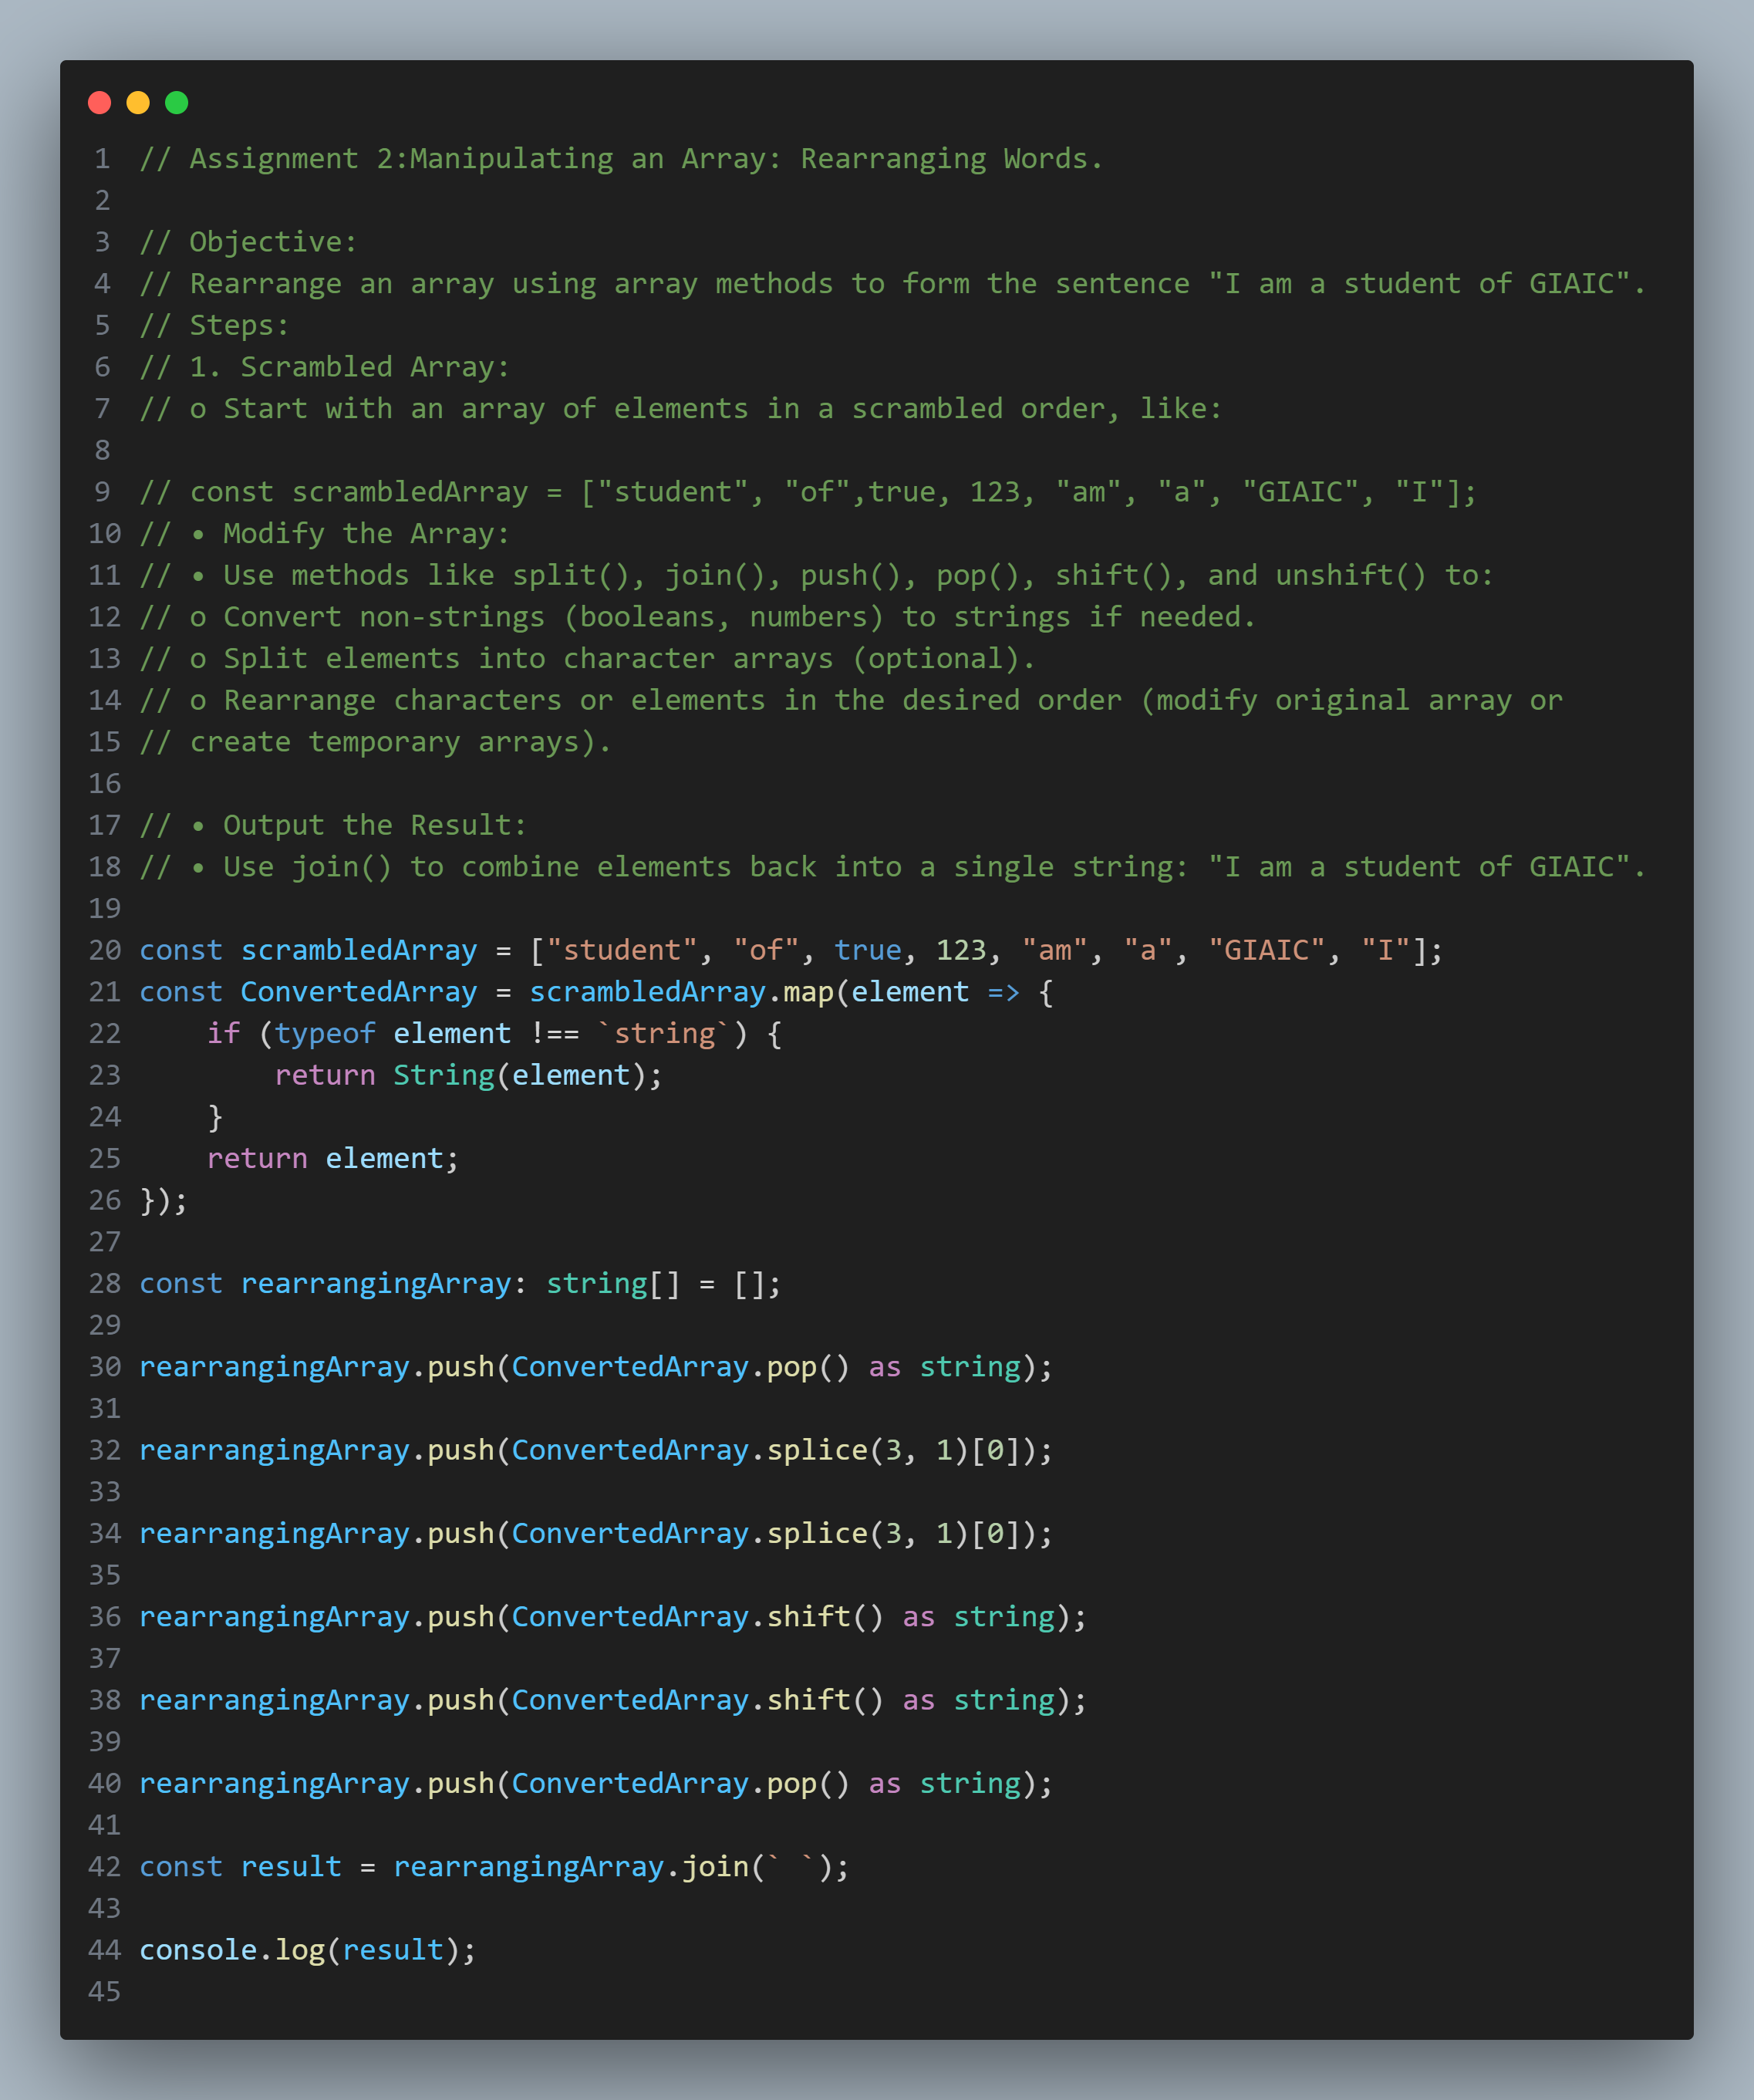 1 // Assignment 2:Manipulating an Array: Rearranging Words.
2
3 // Objective:
4 // Rearrange an array using array methods to form the sentence "I am a student of GIAIC".
5 // Steps:
6 // 1. Scrambled Array:
7 // o Start with an array of elements in a scrambled order, like:
8
9 // const scrambledArray = ["student", "of",true, 123, "am", "a", "GIAIC", "I"];
10 // • Modify the Array:
11 // • Use methods like split(), join(), push(), pop(), shift(), and unshift() to:
12 // o Convert non-strings (booleans, numbers) to strings if needed.
13 // o Split elements into character arrays (optional).
14 // o Rearrange characters or elements in the desired order (modify original array or
15 // create temporary arrays).
16
17 // • Output the Result:
18 // • Use join() to combine elements back into a single string: "I am a student of GIAIC".
19
20 const scrambledArray = ["student", "of", true, 123, "am", "a", "GIAIC", "I"];
21 const ConvertedArray = scrambledArray.map(element => {
22     if (typeof element !== `string`) {
23         return String(element);
24     }
25     return element;
26 });
27
28 const rearrangingArray: string[] = [];
29
30 rearrangingArray.push(ConvertedArray.pop() as string);
31
32 rearrangingArray.push(ConvertedArray.splice(3, 1)[0]);
33
34 rearrangingArray.push(ConvertedArray.splice(3, 1)[0]);
35
36 rearrangingArray.push(ConvertedArray.shift() as string);
37
38 rearrangingArray.push(ConvertedArray.shift() as string);
39
40 rearrangingArray.push(ConvertedArray.pop() as string);
41
42 const result = rearrangingArray.join(` `);
43
44 console.log(result);
45